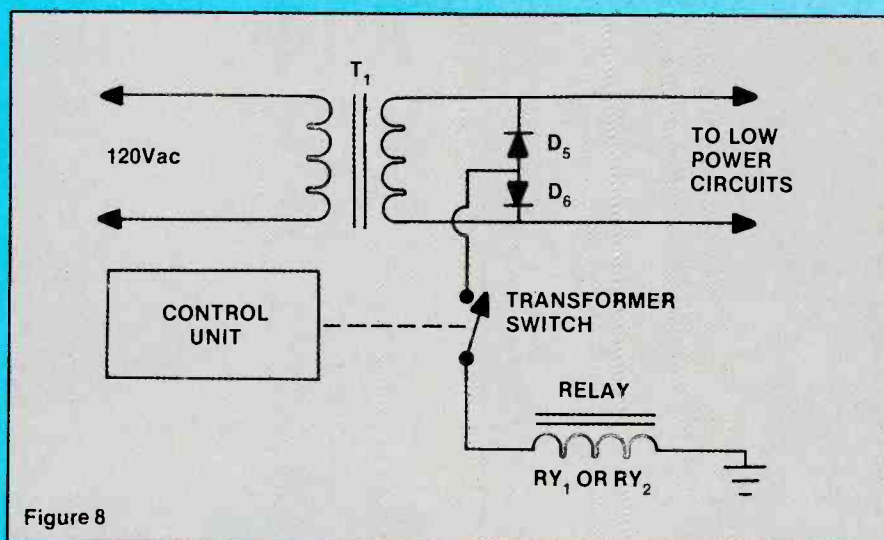 T₁
120Vac
D₅
D₆
TO LOW
POWER
CIRCUITS
CONTROL
UNIT
TRANSFORMER
SWITCH
RELAY
RY₁ OR RY₂
Figure 8